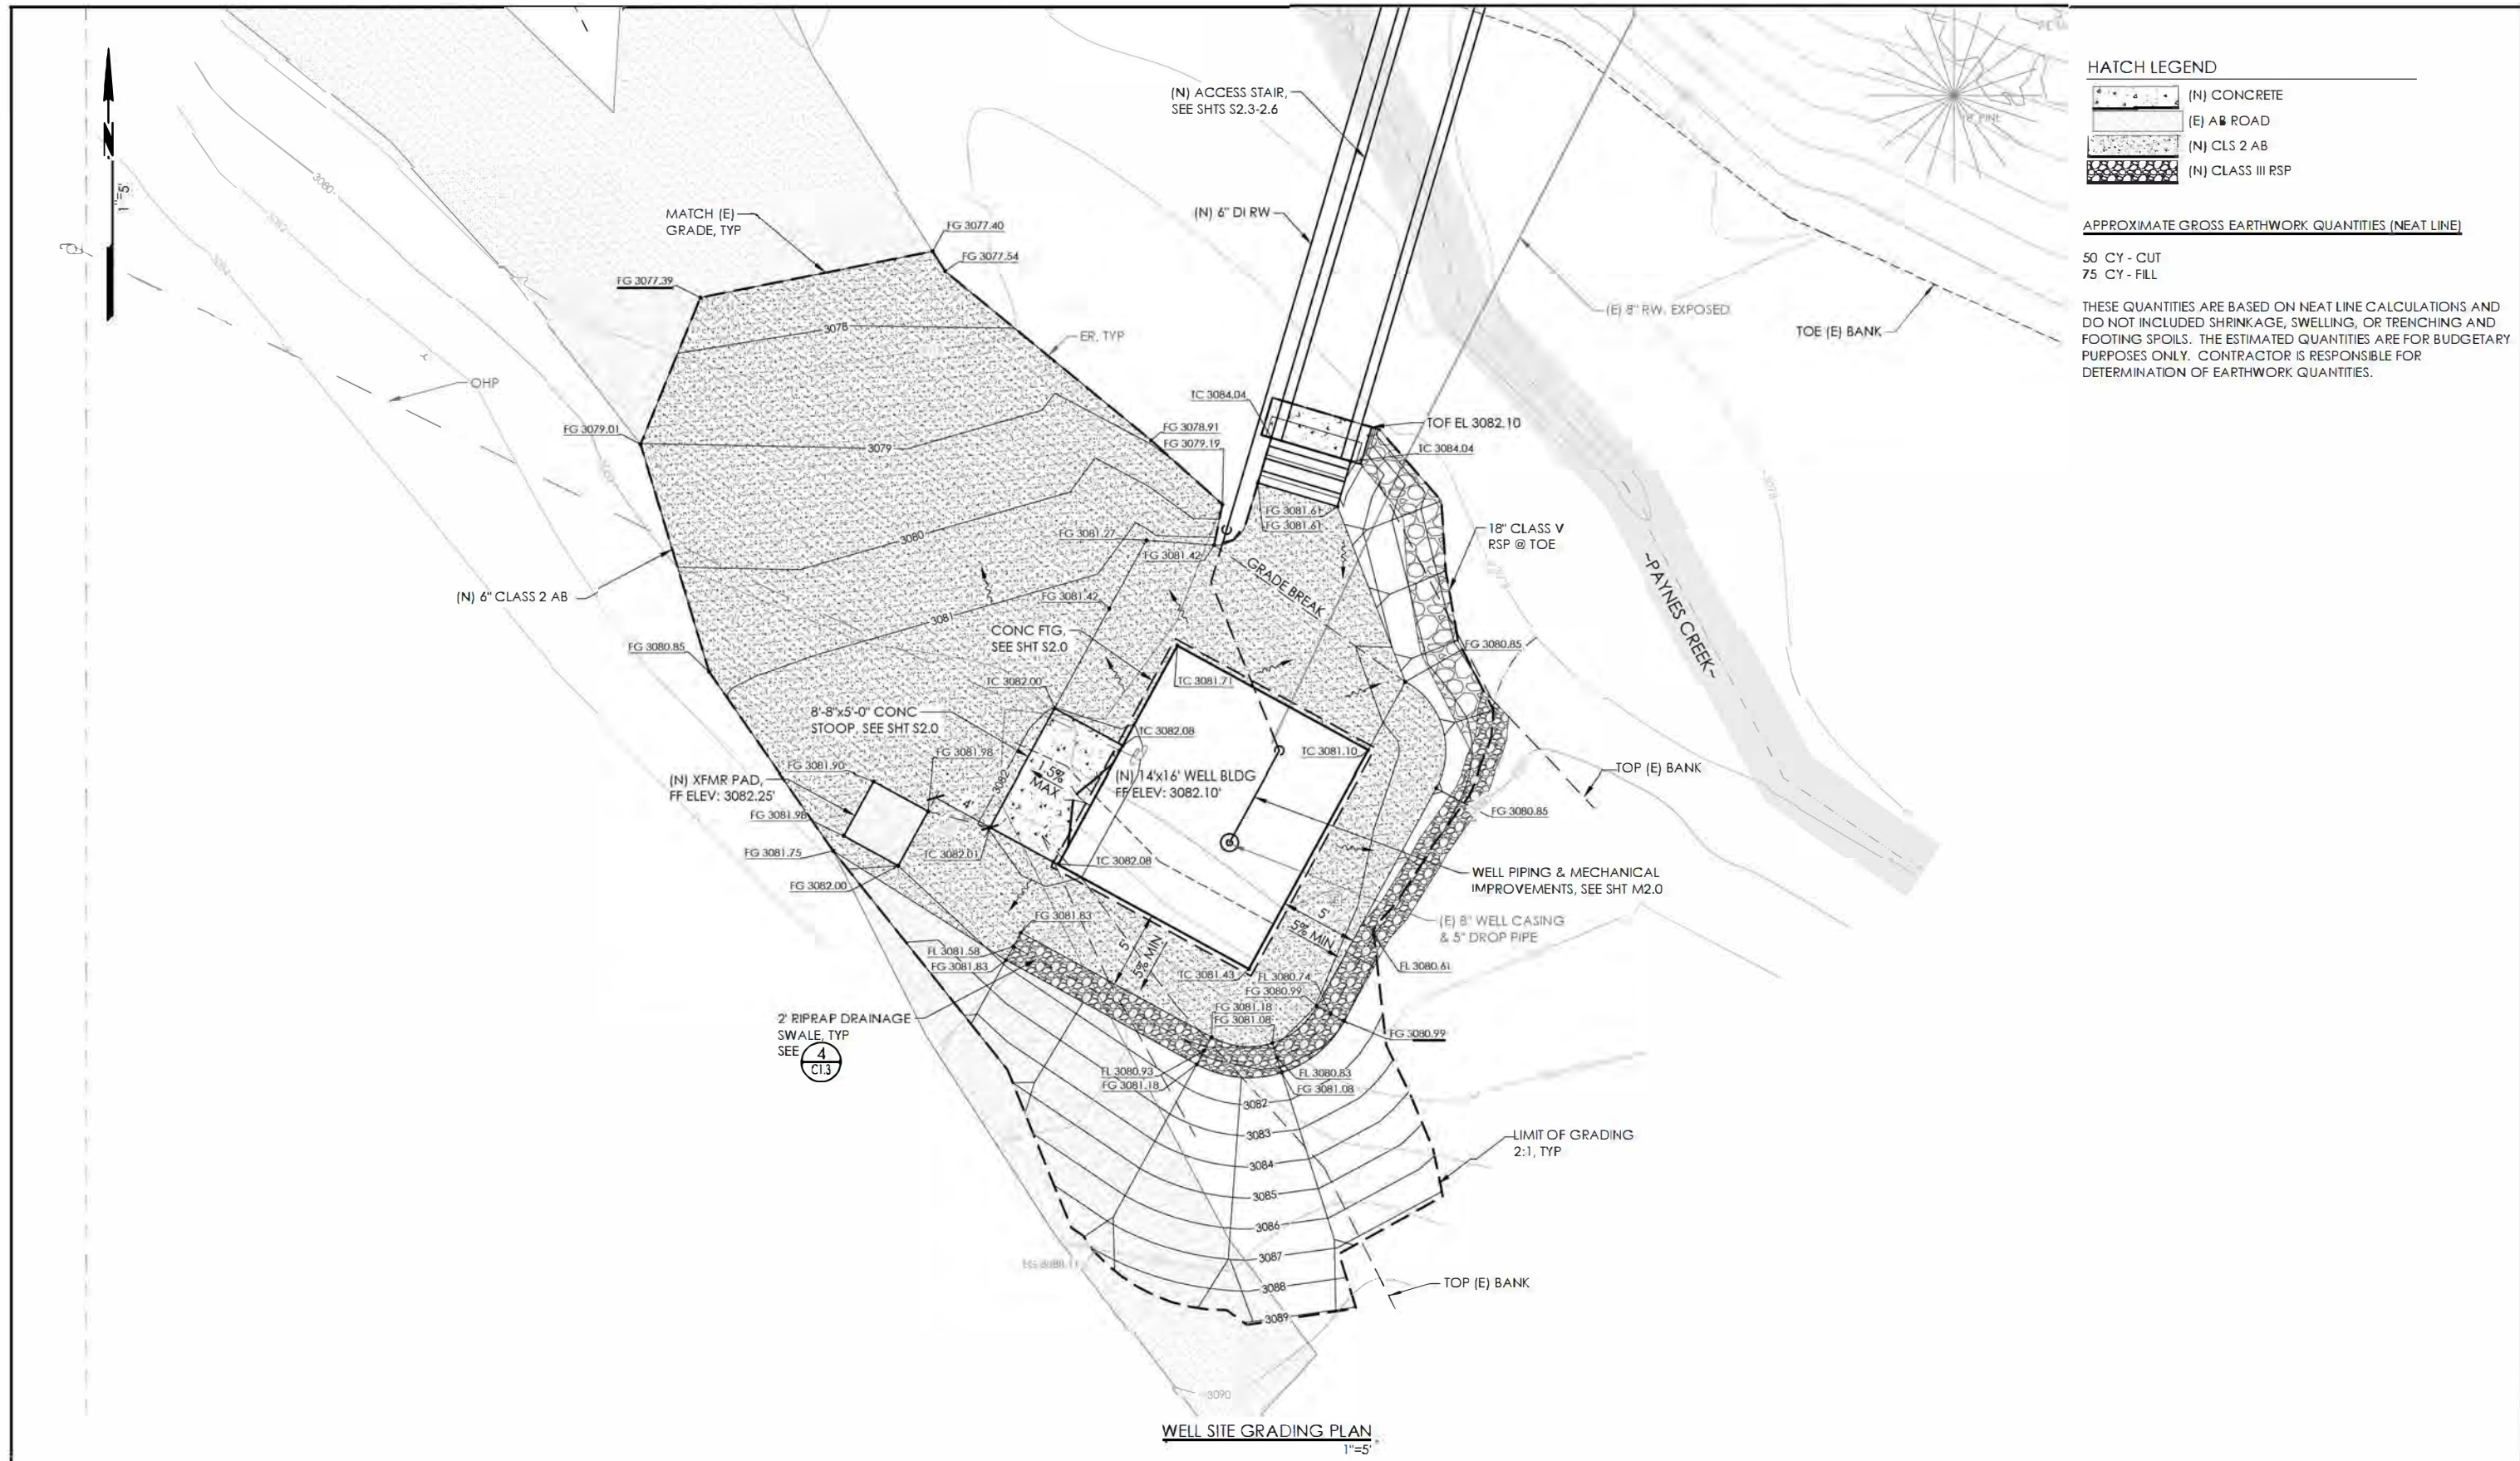 HATCH LEGEND
(N) CONCRETE
(E) AB ROAD
(N) CLS 2 AB
(N) CLASS III RSP
APPROXIMATE GROSS EARTHWORK QUANTITIES (NEAT LINE)
50 CY - CUT
75 CY - FILL
THESE QUANTITIES ARE BASED ON NEAT LINE CALCULATIONS AND
DO NOT INCLUDED SHRINKAGE, SWELLING, OR TRENCHING AND
FOOTING SPOILS. THE ESTIMATED QUANTITIES ARE FOR BUDGETARY
PURPOSES ONLY. CONTRACTOR IS RESPONSIBLE FOR
DETERMINATION OF EARTHWORK QUANTITIES.
N
1"=5'
3080
3082
3084
18" PINE
(N) ACCESS STAIR,
SEE SHTS S2.3-2.6
(N) 6" DI RW
MATCH (E)
GRADE, TYP
FG 3077.40
FG 3077.54
FG 3077.39
3078
ER, TYP
(E) 8" RW, EXPOSED
TOE (E) BANK
OHP
TC 3084.04
TOF EL 3082.10
FG 3079.01
FG 3078.91
FG 3079.19
3079
TC 3084.04
3078
FG 3081.61
FG 3081.61
FG 3081.27
3080
FG 3081.42
18" CLASS V
RSP @ TOE
~PAYNES CREEK~
GRADE BREAK
(N) 6" CLASS 2 AB
FG 3081.42
3081
CONC FTG,
SEE SHT S2.0
FG 3080.85
FG 3080.85
TC 3082.00
TC 3081.71
8'-8"x5'-0" CONC
STOOP, SEE SHT S2.0
TC 3082.08
FG 3081.98
TC 3081.10
FG 3081.90
(N) XFMR PAD,
FF ELEV: 3082.25'
3082
1.5%
MAX
(N) 14'x16' WELL BLDG
FF ELEV: 3082.10'
TOP (E) BANK
4'
FG 3081.98
FG 3080.85
FG 3081.75
TC 3082.01
TC 3082.08
FG 3082.00
WELL PIPING & MECHANICAL
IMPROVEMENTS, SEE SHT M2.0
FG 3081.83
5'
5% MIN
5'
5% MIN
(E) 8" WELL CASING
& 5" DROP PIPE
FL 3081.58
FG 3081.83
TC 3081.43
FL 3080.74
FL 3080.61
FG 3080.99
2' RIPRAP DRAINAGE
SWALE, TYP
SEE
4
C1.3
FG 3081.18
FG 3081.08
FG 3080.99
FL 3080.93
FG 3081.18
FL 3080.83
FG 3081.08
3082
3083
3084
3085
3086
3087
3088
3089
LIMIT OF GRADING
2:1, TYP
TOP (E) BANK
3090
WELL SITE GRADING PLAN
1"=5'